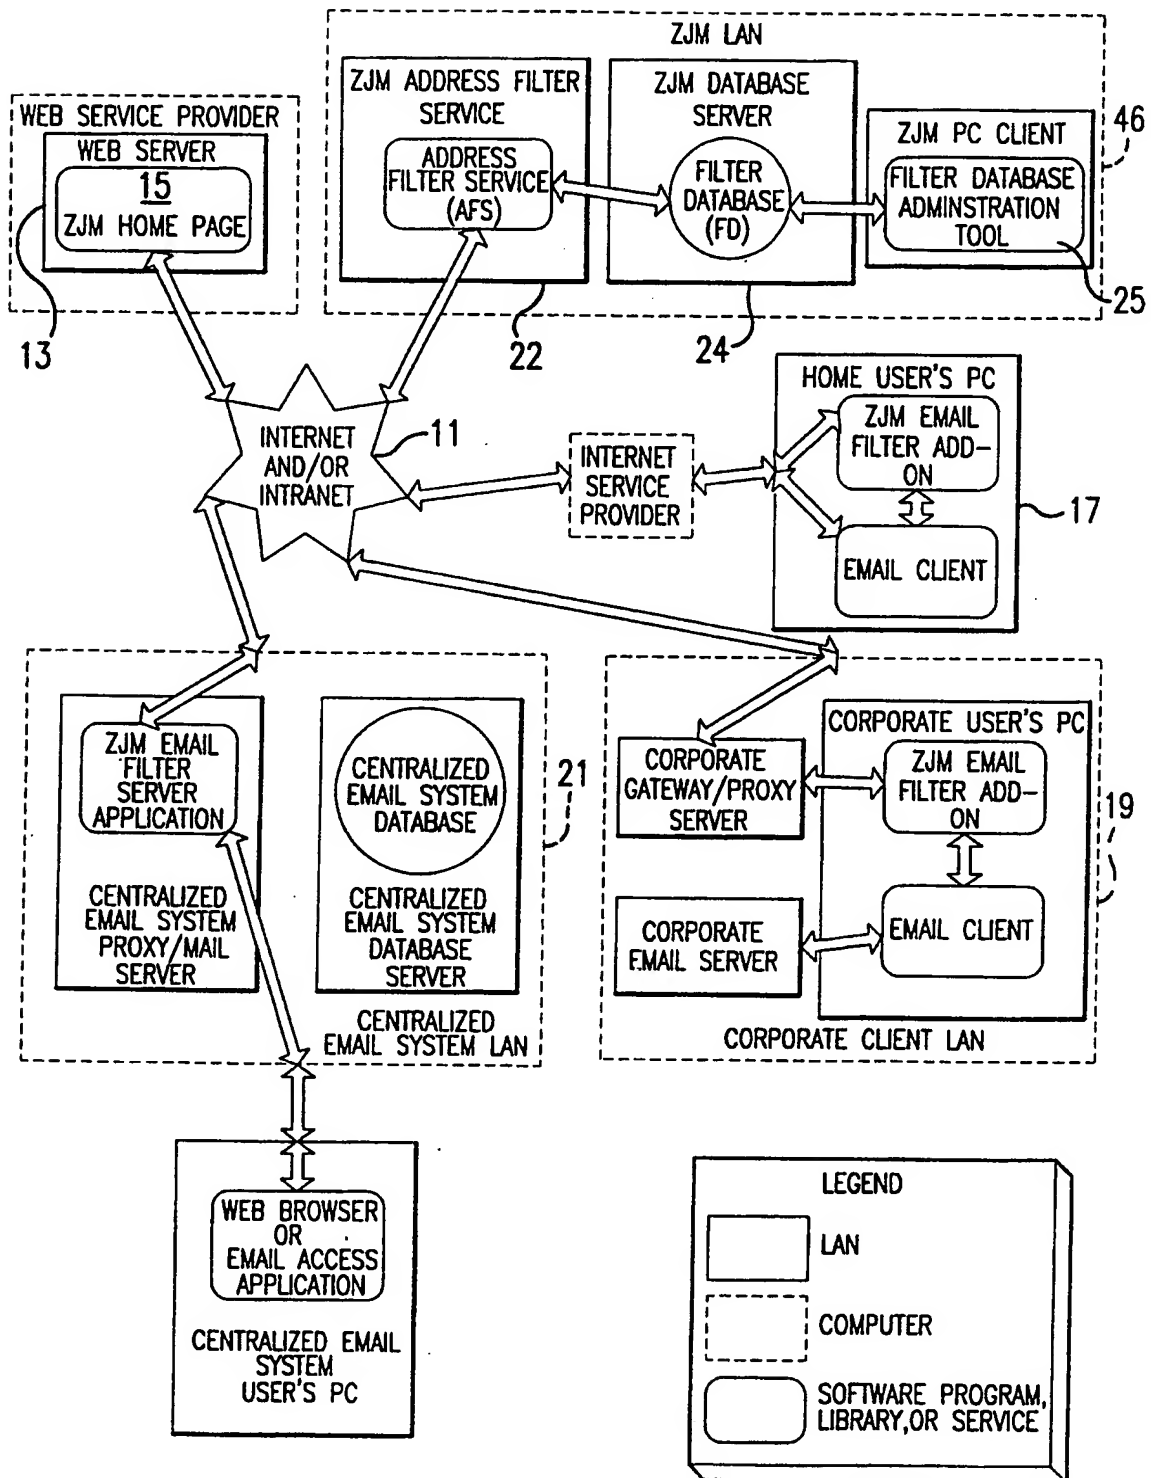 ZJM LAN
46
WEB SERVICE PROVIDER
WEB SERVER
15
ZJM HOME PAGE
13
ZJM ADDRESS FILTER
SERVICE
ADDRESS
FILTER SERVICE
(AFS)
22
ZJM DATABASE
SERVER
FILTER
DATABASE
(FD)
24
ZJM PC CLIENT
FILTER DATABASE
ADMINSTRATION
TOOL
25
INTERNET
AND/OR
INTRANET
11
INTERNET
SERVICE
PROVIDER
HOME USER'S PC
ZJM EMAIL
FILTER ADD-
ON
EMAIL CLIENT
17
ZJM EMAIL
FILTER
SERVER
APPLICATION
CENTRALIZED
EMAIL SYSTEM
PROXY/MAIL
SERVER
CENTRALIZED
EMAIL SYSTEM
DATABASE
CENTRALIZED
EMAIL SYSTEM
DATABASE
SERVER
CENTRALIZED
EMAIL SYSTEM LAN
21
CORPORATE
GATEWAY/PROXY
SERVER
CORPORATE
EMAIL SERVER
CORPORATE USER'S PC
ZJM EMAIL
FILTER ADD-
ON
EMAIL CLIENT
CORPORATE CLIENT LAN
19
WEB BROWSER
OR
EMAIL ACCESS
APPLICATION
CENTRALIZED EMAIL
SYSTEM
USER'S PC
LEGEND
LAN
COMPUTER
SOFTWARE PROGRAM,
LIBRARY,OR SERVICE